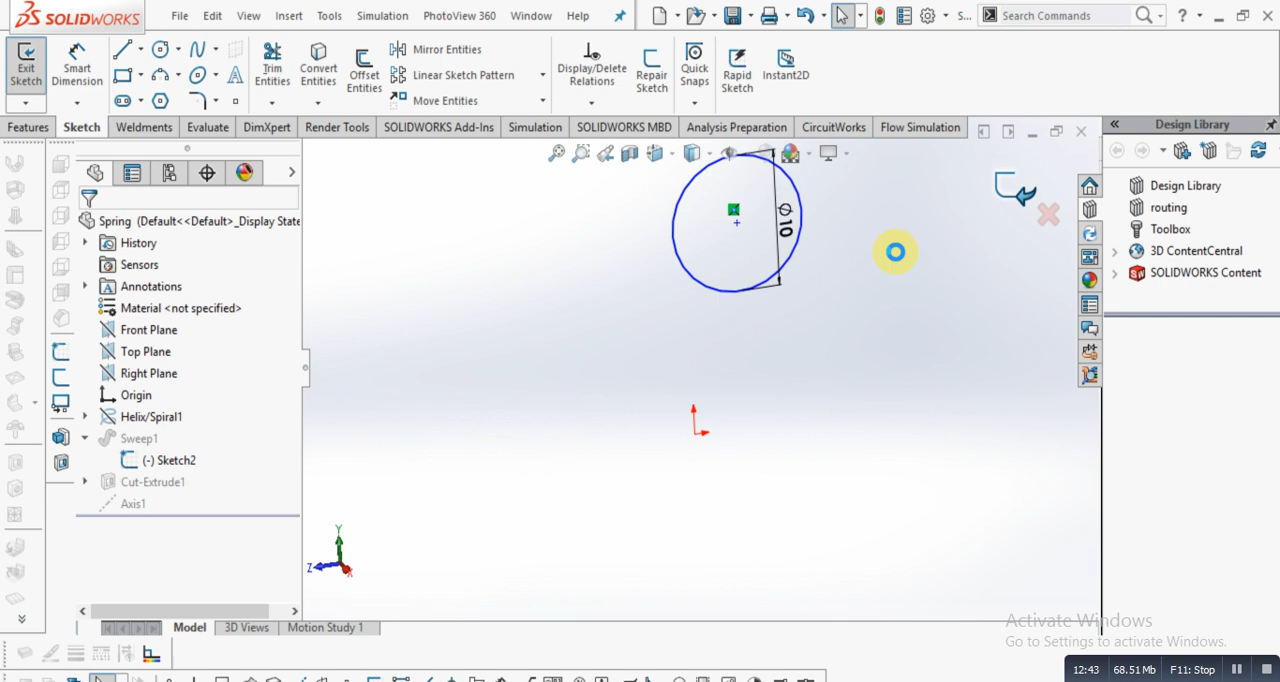 SOLIDWORKS File Edit View Insert Tools Simulation PhotoView 360 Window Help S... Search Commands ?
Exit Sketch Smart Dimension Trim Entities Convert Entities Offset Entities Mirror Entities Linear Sketch Pattern Move Entities Display/Delete Relations Repair Sketch Quick Snaps Rapid Sketch Instant2D
Features Sketch Weldments Evaluate DimXpert Render Tools SOLIDWORKS Add-Ins Simulation SOLIDWORKS MBD Analysis Preparation CircuitWorks Flow Simulation Design Library
Spring (Default<<Default>_Display State
History
Sensors
Annotations
Material <not specified>
Front Plane
Top Plane
Right Plane
Origin
Helix/Spiral1
Sweep1
(-) Sketch2
Cut-Extrude1
Axis1
Ø10
Y
Z
X
Design Library
routing
Toolbox
3D ContentCentral
SOLIDWORKS Content
Model 3D Views Motion Study 1
Activate Windows
Go to Settings to activate Windows.
12:43 68.51Mb F11: Stop